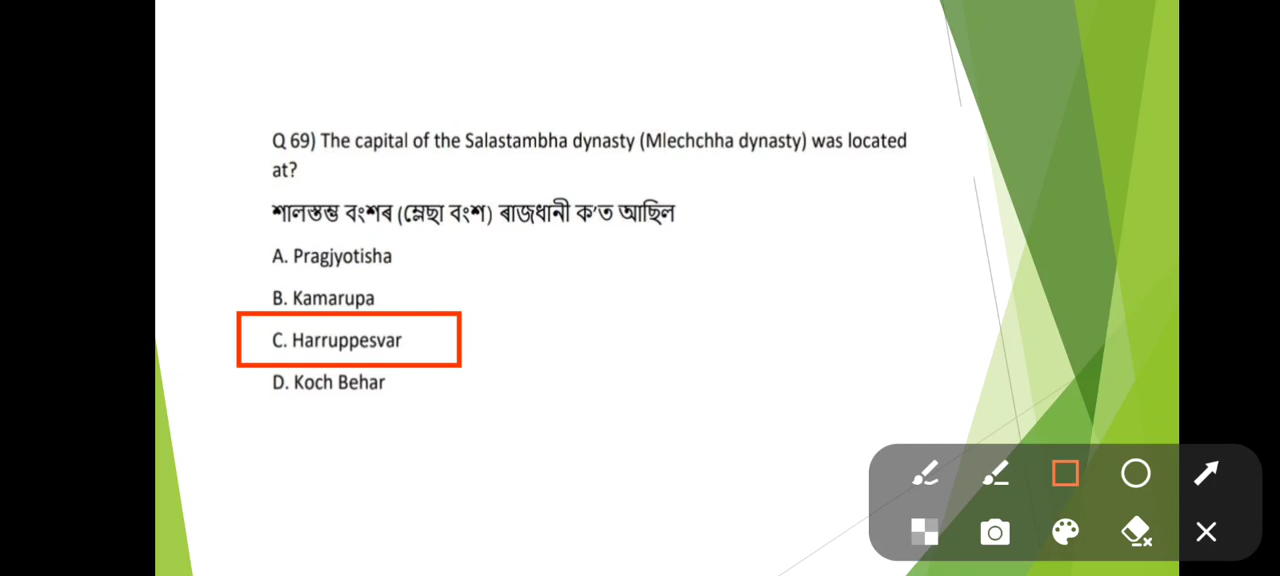 Q 69) The capital of the Salastambha dynasty (Mlechchha dynasty) was located
at?
শালস্তম্ভ বংশৰ (ম্লেছা বংশ) ৰাজধানী ক’ত আছিল
A. Pragjyotisha
B. Kamarupa
C. Harruppesvar
D. Koch Behar